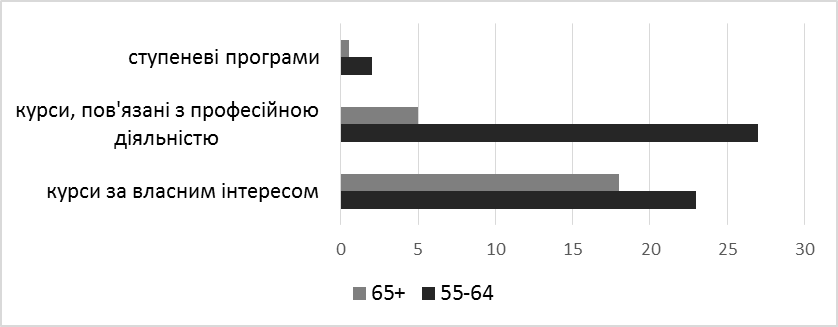 ступеневі програми
курси, пов'язані з професійною
діяльністю
курси за власним інтересом
0 5 10 15 20 25 30
65+ 55-64